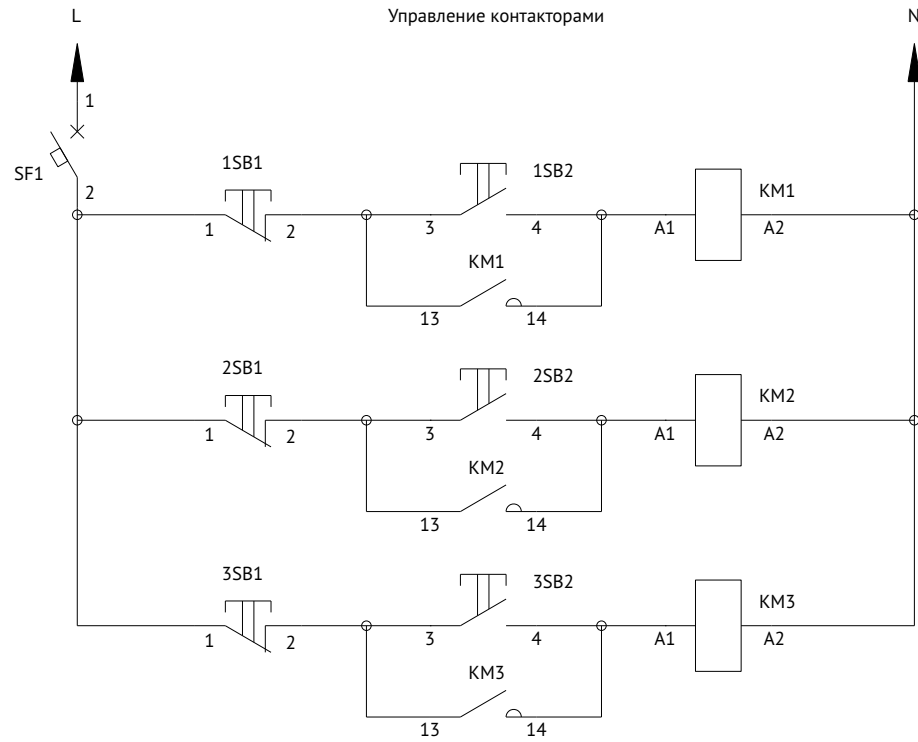 L Управление контакторами N
1
SF1
2
1SB1 1SB2 KM1
1 2 3 4 A1 A2
KM1
13 14
2SB1 2SB2 KM2
1 2 3 4 A1 A2
KM2
13 14
3SB1 3SB2 KM3
1 2 3 4 A1 A2
KM3
13 14